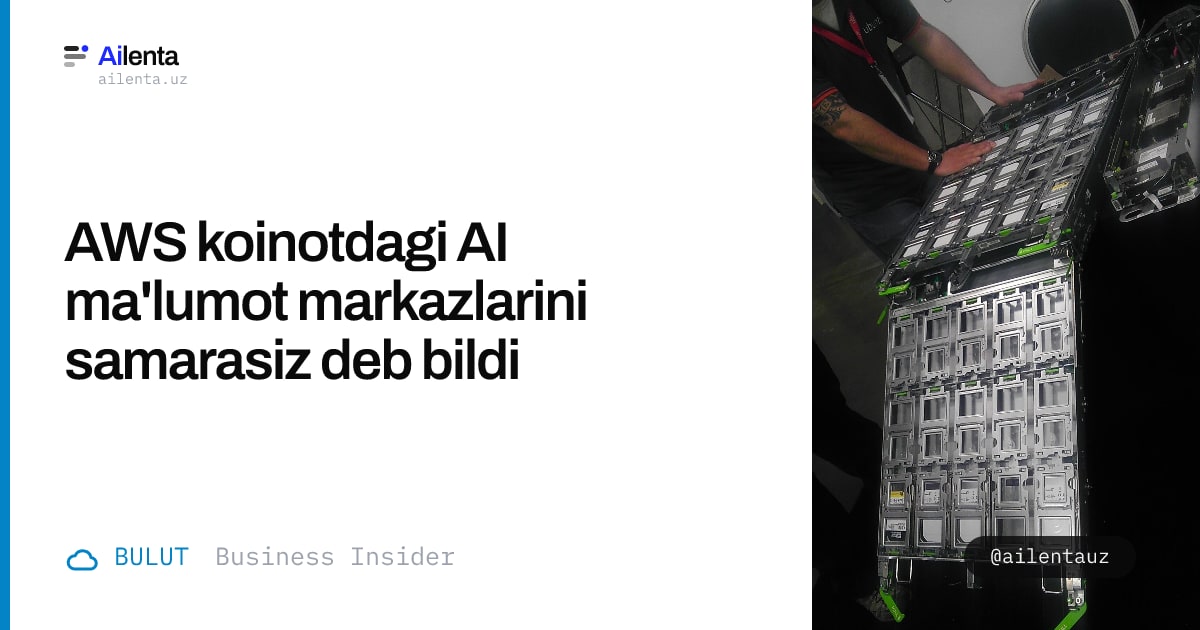 Ailenta
ailenta.uz
AWS koinotdagi AI
ma'lumot markazlarini
samarasiz deb bildi
BULUT Business Insider
@ailentauz